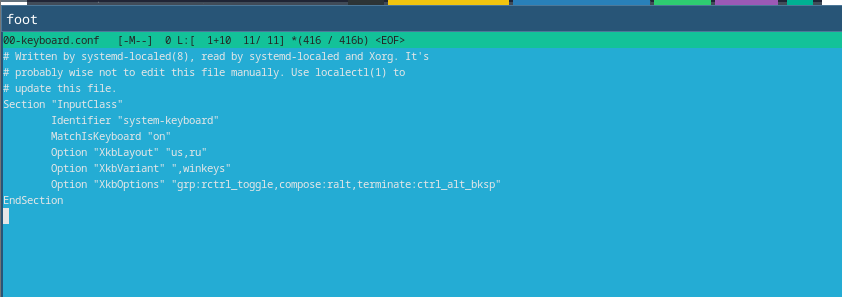 foot
00-keyboard.conf   [-M--]  0 L:[  1+10  11/ 11] *(416 / 416b) <EOF>
# Written by systemd-localed(8), read by systemd-localed and Xorg. It's
# probably wise not to edit this file manually. Use localectl(1) to
# update this file.
Section "InputClass"
        Identifier "system-keyboard"
        MatchIsKeyboard "on"
        Option "XkbLayout" "us,ru"
        Option "XkbVariant" ",winkeys"
        Option "XkbOptions" "grp:rctrl_toggle,compose:ralt,terminate:ctrl_alt_bksp"
EndSection